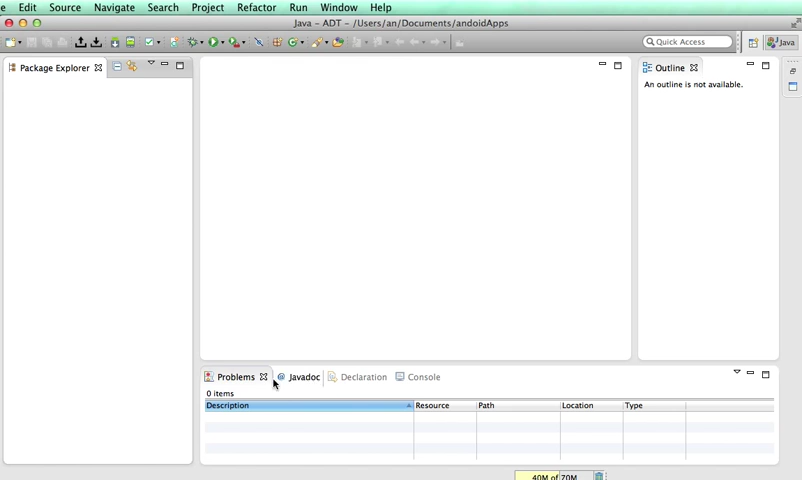 e Edit Source Navigate Search Project Refactor Run Window Help
Java – ADT – /Users/an/Documents/andoidApps
Quick Access
Java
Package Explorer
Outline
An outline is not available.
Problems @ Javadoc Declaration Console
0 items
Description Resource Path Location Type
40M of 70M